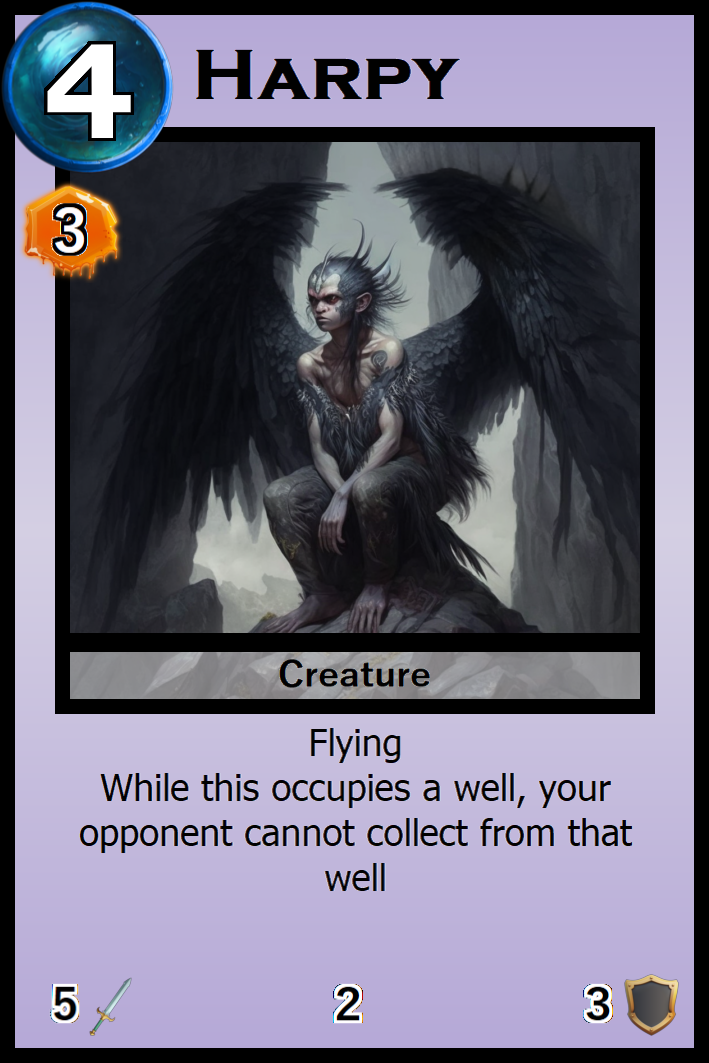 4
Harpy
3
Creature
Flying
While this occupies a well, your
opponent cannot collect from that
well
5 2 3